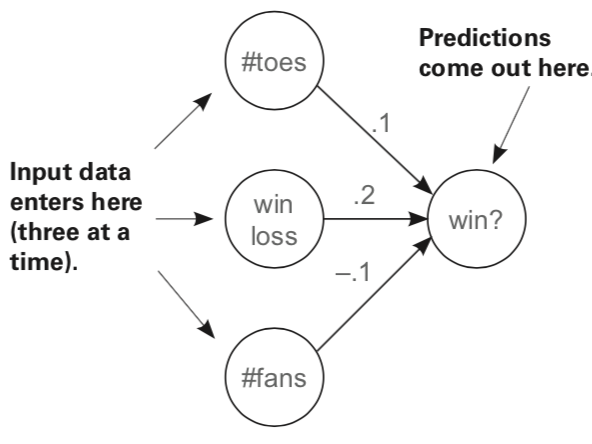 #toes
Predictions
come out here.
.1
Input data
enters here
(three at a
time).
win
loss
.2
win?
–.1
#fans